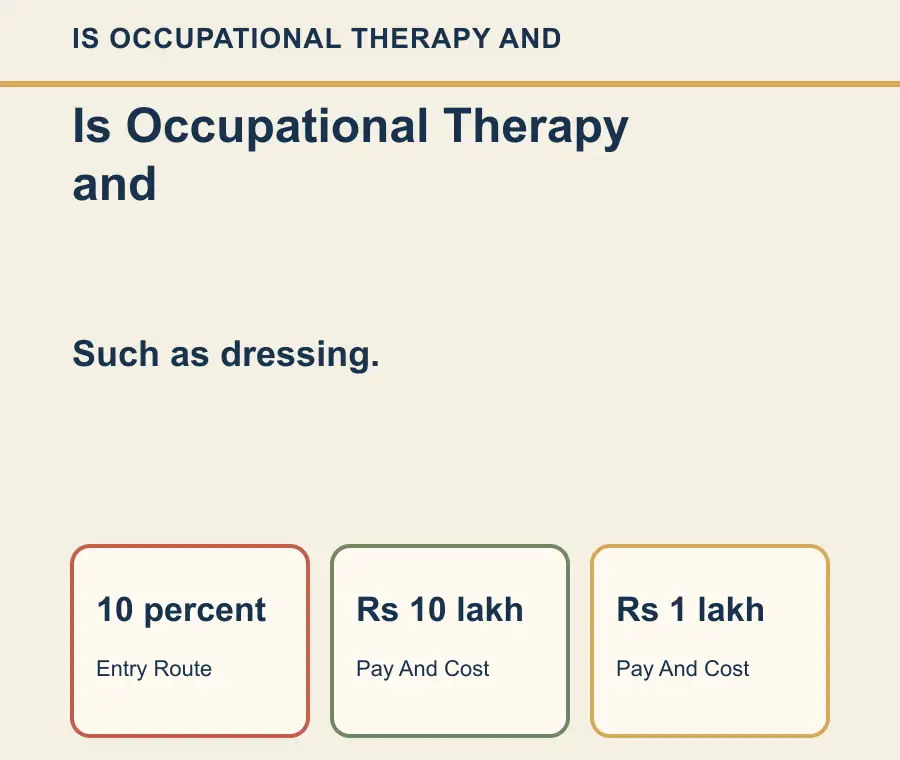 IS OCCUPATIONAL THERAPY AND
Is Occupational Therapy
and
Such as dressing.
10 percent
Entry Route
Rs 10 lakh
Pay And Cost
Rs 1 lakh
Pay And Cost